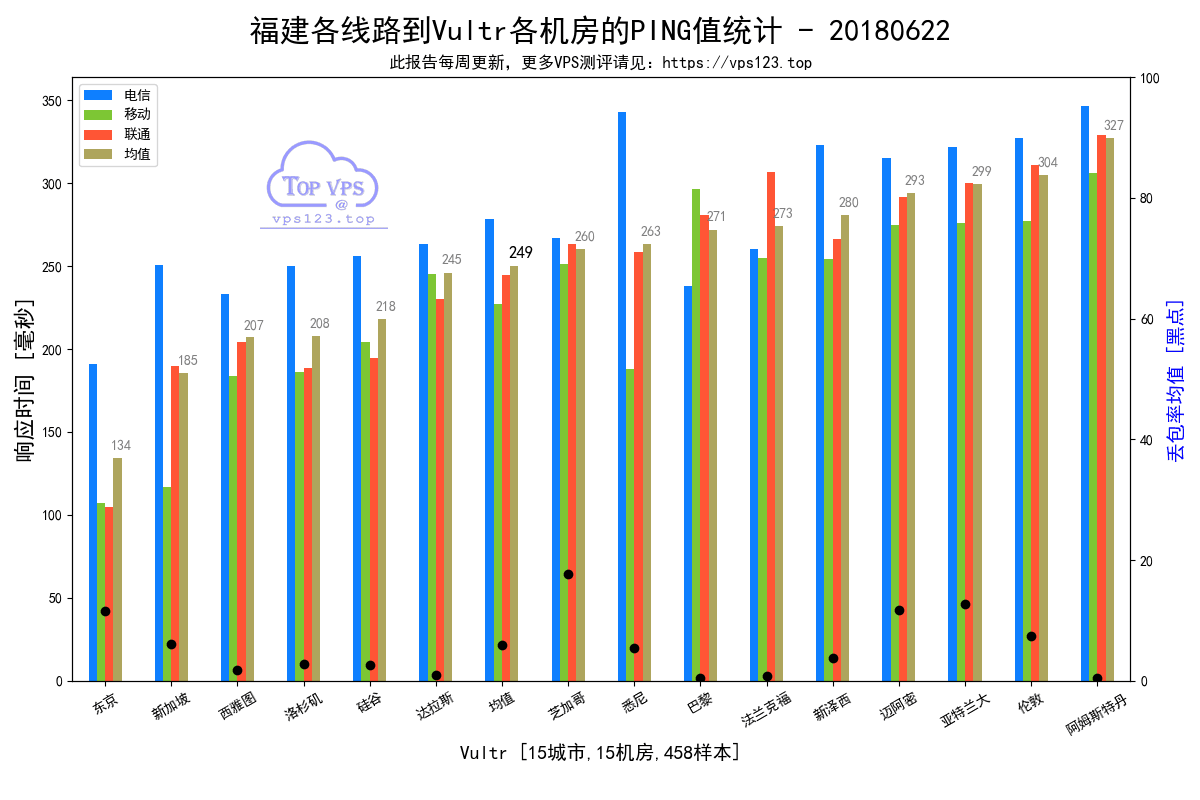 福建各线路到Vultr各机房的PING值统计 - 20180622
此报告每周更新，更多VPS测评请见：https://vps123.top
电信
移动
联通
均值
TOP VPS
@
vps123.top
响应时间 [毫秒]
350
300
250
200
150
100
50
0
134
185
207
208
218
245
249
260
263
271
273
280
293
299
304
327
100
80
60
40
20
0
丢包率均值 [黑点]
东京
新加坡
西雅图
洛杉矶
硅谷
达拉斯
均值
芝加哥
悉尼
巴黎
法兰克福
新泽西
迈阿密
亚特兰大
伦敦
阿姆斯特丹
Vultr [15城市,15机房,458样本]